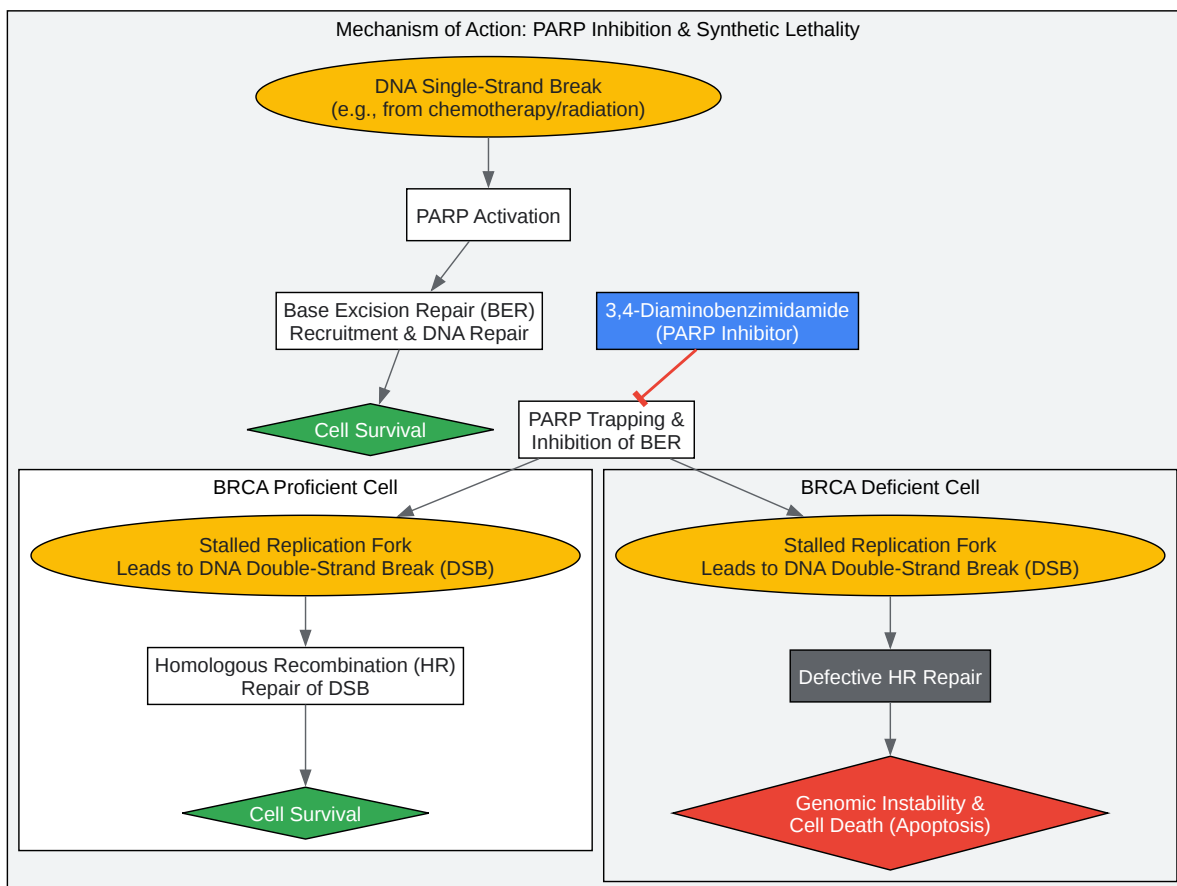 Mechanism of Action: PARP Inhibition & Synthetic Lethality
DNA Single-Strand Break
(e.g., from chemotherapy/radiation)
PARP Activation
Base Excision Repair (BER)
Recruitment & DNA Repair
3,4-Diaminobenzimidamide
(PARP Inhibitor)
Cell Survival
PARP Trapping &
Inhibition of BER
BRCA Proficient Cell
Stalled Replication Fork
Leads to DNA Double-Strand Break (DSB)
Homologous Recombination (HR)
Repair of DSB
Cell Survival
BRCA Deficient Cell
Stalled Replication Fork
Leads to DNA Double-Strand Break (DSB)
Defective HR Repair
Genomic Instability &
Cell Death (Apoptosis)